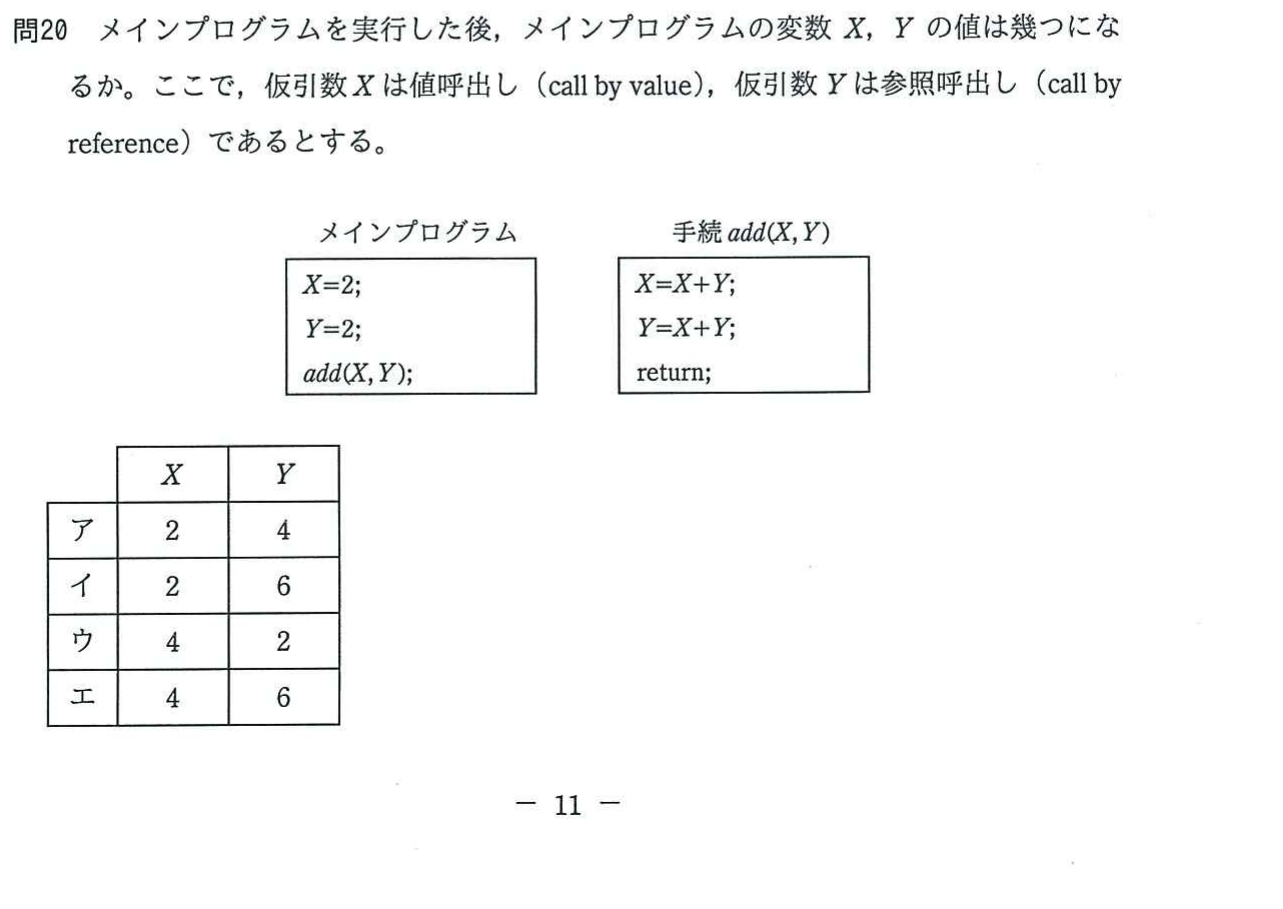 問20 メインプログラムを実行した後，メインプログラムの変数 X，Y の値は幾つにな
るか。ここで，仮引数 X は値呼出し（call by value），仮引数 Y は参照呼出し（call by
reference）であるとする。
メインプログラム
X=2;
Y=2;
add(X,Y);
手続 add(X,Y)
X=X+Y;
Y=X+Y;
return;
X Y
ア 2 4
イ 2 6
ウ 4 2
エ 4 6
− 11 −